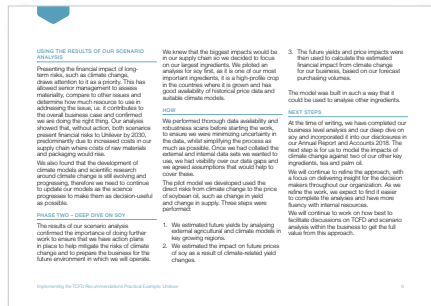 USING THE RESULTS OF OUR SCENARIO
ANALYSIS
Presenting the financial impact of long-
term risks, such as climate change,
draws attention to it as a priority. This has
allowed senior management to assess
materiality, compare to other issues and
determine how much resource to use in
addressing the issue, i.e. it contributes to
the overall business case and confirmed
we are doing the right thing. Our analysis
showed that, without action, both scenarios
present financial risks to Unilever by 2030,
predominantly due to increased costs in our
supply chain where costs of raw materials
and packaging would rise.
We also found that the development of
climate models and scientific research
around climate change is still evolving and
progressing, therefore we need to continue
to update our models as the science
progresses to make them as decision-useful
as possible.
PHASE TWO – DEEP DIVE ON SOY
The results of our scenario analysis
confirmed the importance of doing further
work to ensure that we have action plans
in place to help mitigate the risks of climate
change and to prepare the business for the
future environment in which we will operate.
We knew that the biggest impacts would be
in our supply chain so we decided to focus
on our largest ingredients. We piloted an
analysis for soy first, as it is one of our most
important ingredients, it is a high-profile crop
in the countries where it is grown and has
good availability of historical price data and
suitable climate models.
HOW
We performed thorough data availability and
robustness scans before starting the work,
to ensure we were minimising uncertainty in
the data, whilst simplifying the process as
much as possible. Once we had collated the
external and internal data sets we wanted to
use, we had visibility over our data gaps and
we agreed assumptions that would help to
cover these.
The pilot model we developed used the
direct risks from climate change to the price
of soybean oil, such as change in yield
and change in supply. Three steps were
performed:
1. We estimated future yields by analysing
external agricultural and climate models in
key growing regions.
2. We estimated the impact on future prices
of soy as a result of climate-related yield
changes.
3. The future yields and price impacts were
then used to calculate the estimated
financial impact from climate change
for our business, based on our forecast
purchasing volumes.
The model was built in such a way that it
could be used to analyse other ingredients.
NEXT STEPS
At the time of writing, we have completed our
business level analysis and our deep dive on
soy and incorporated it into our disclosures in
our Annual Report and Accounts 2018. The
next step is for us to model the impacts of
climate change against two of our other key
ingredients, tea and palm oil.
We will continue to refine the approach, with
a focus on delivering insight for the decision
makers throughout our organization. As we
refine the work, we expect to find it easier
to complete the analyses and have more
fluency with internal resources.
We will continue to work on how best to
facilitate discussions on TCFD and scenario
analysis within the business to get the full
value from this approach.
Implementing the TCFD Recommendations Practical Example: Unilever